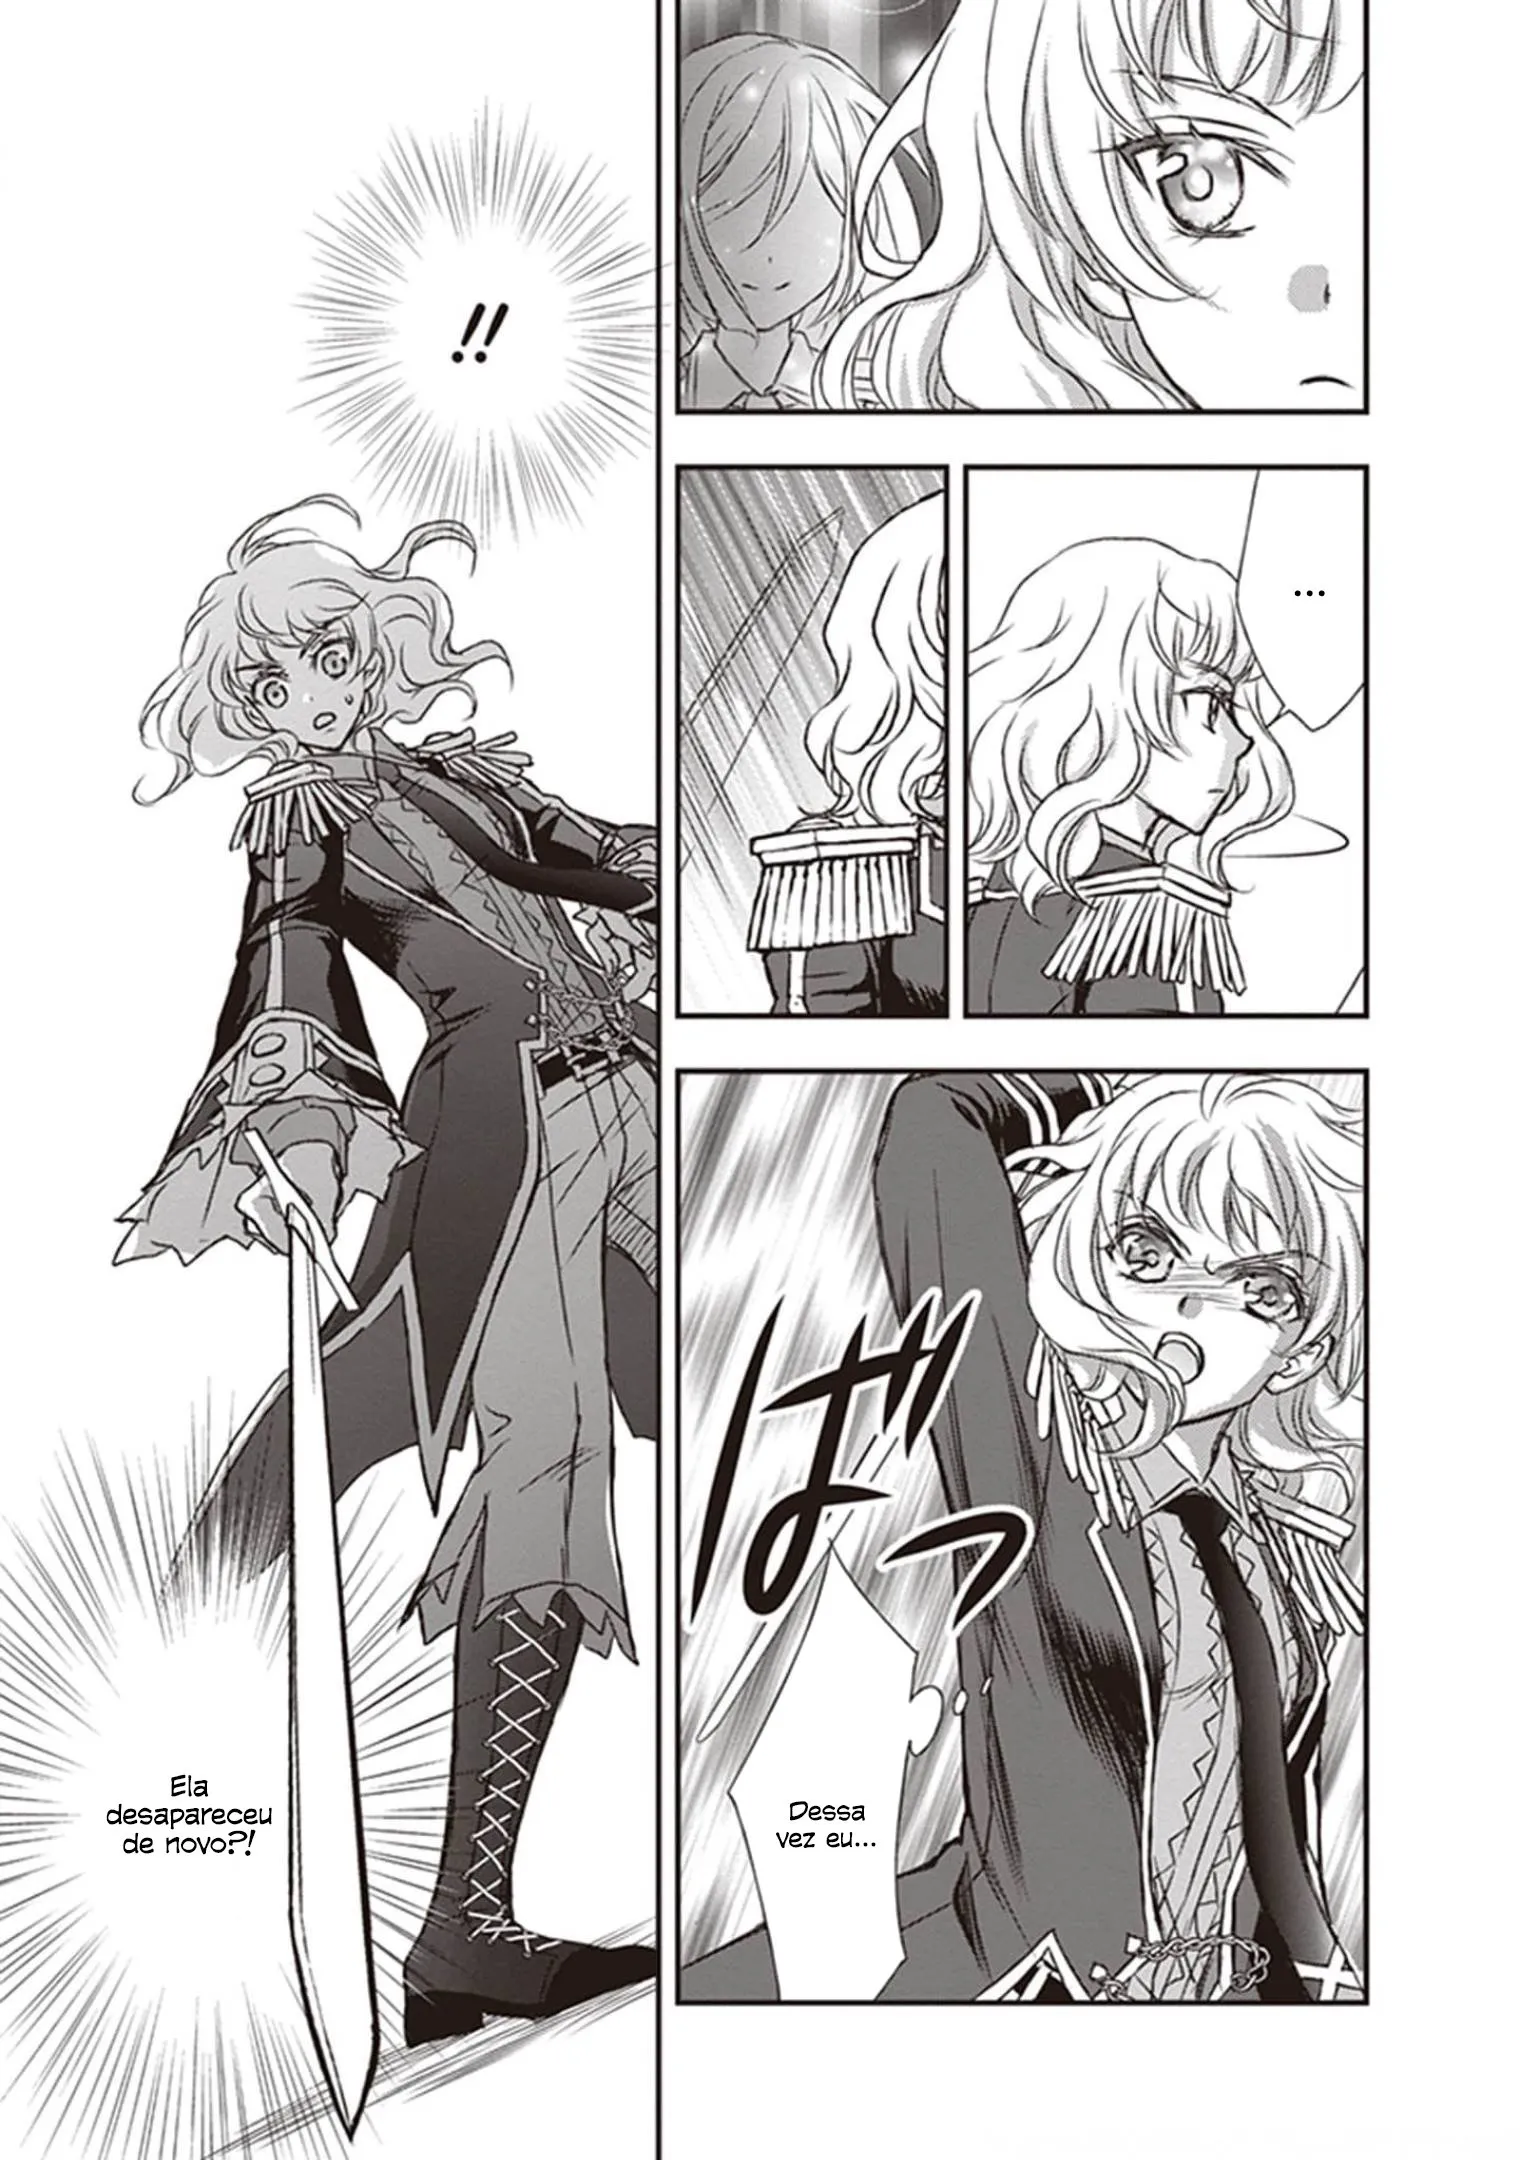 ...
ばっ
Dessa
vez eu...
!!
Ela
desapareceu
de novo?!